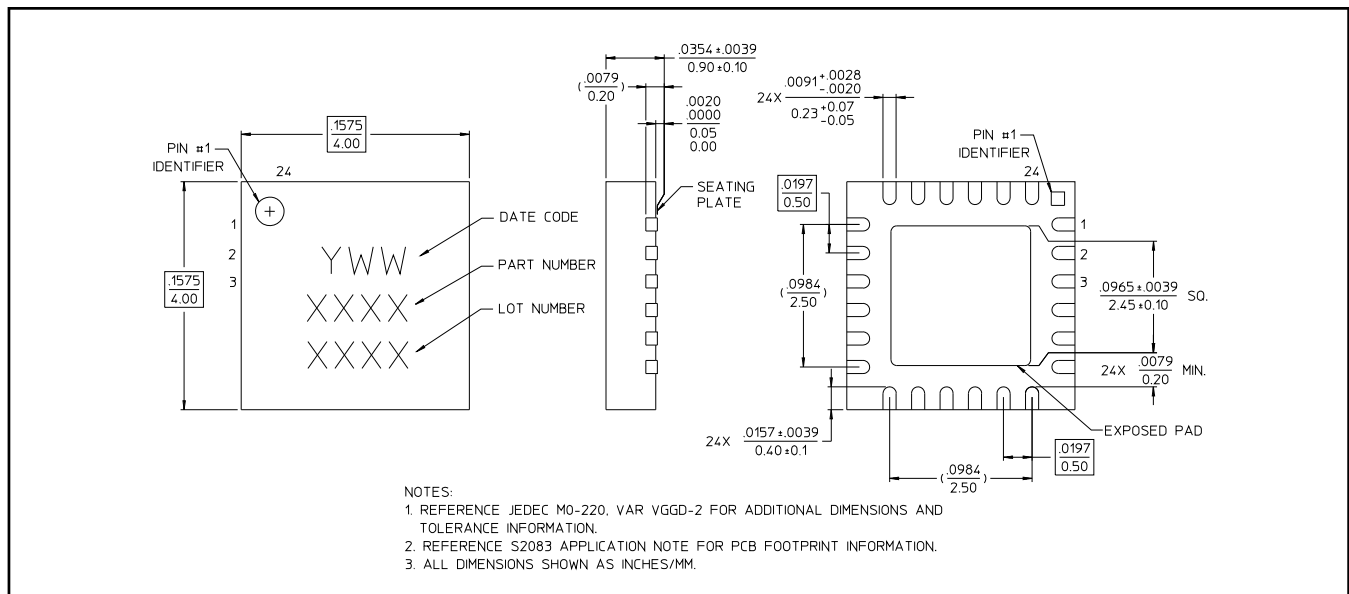 .1575
4.00
PIN #1
IDENTIFIER
24
1
2
3
.1575
4.00
YWW
XXXX
XXXX
DATE CODE
PART NUMBER
LOT NUMBER
.0354 ±.0039
0.90 ±0.10
(.0079)
0.20
.0020
.0000
0.05
0.00
SEATING
PLATE
24X .0091 +.0028
-.0020
0.23 +0.07
-0.05
PIN #1
IDENTIFIER
24
.0197
0.50
1
2
3
(.0984)
2.50
.0965 ±.0039
2.45 ±0.10 SQ.
24X .0079 MIN.
0.20
24X .0157 ±.0039
0.40 ±0.1
EXPOSED PAD
.0197
0.50
(.0984)
2.50
NOTES:
1. REFERENCE JEDEC MO-220, VAR VGGD-2 FOR ADDITIONAL DIMENSIONS AND
TOLERANCE INFORMATION.
2. REFERENCE S2083 APPLICATION NOTE FOR PCB FOOTPRINT INFORMATION.
3. ALL DIMENSIONS SHOWN AS INCHES/MM.